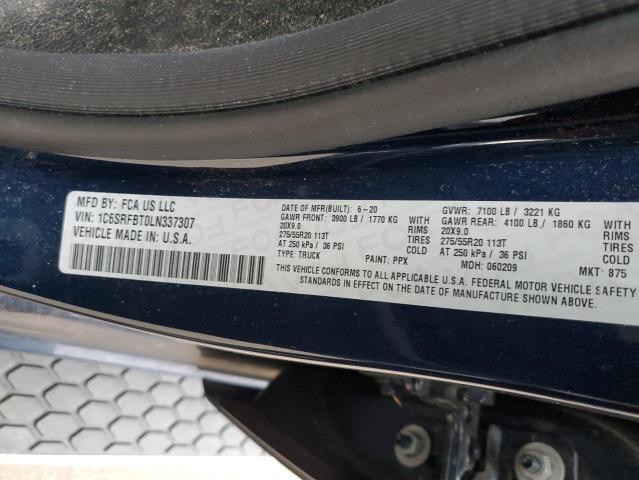 MFD BY: FCA US LLC
VIN: 1C6SRFBT0LN337307
VEHICLE MADE IN U.S.A.
DATE OF MFR(BUILT): 6-20 GVWR: 7100 LB / 3221 KG
GAWR FRONT: 3900 LB / 1770 KG WITH GAWR REAR: 4100 LB / 1860 KG WITH
20X9.0 RIMS 20X9.0 RIMS
275/55R20 113T TIRES 275/55R20 113T TIRES
AT 250 kPa / 36 PSI COLD AT 250 kPa / 36 PSI COLD
TYPE: TRUCK PAINT: PPX MDH: 060209 MKT: 875
THIS VEHICLE CONFORMS TO ALL APPLICABLE U.S.A. FEDERAL MOTOR VEHICLE SAFETY
STANDARDS IN EFFECT ON THE DATE OF MANUFACTURE SHOWN ABOVE.